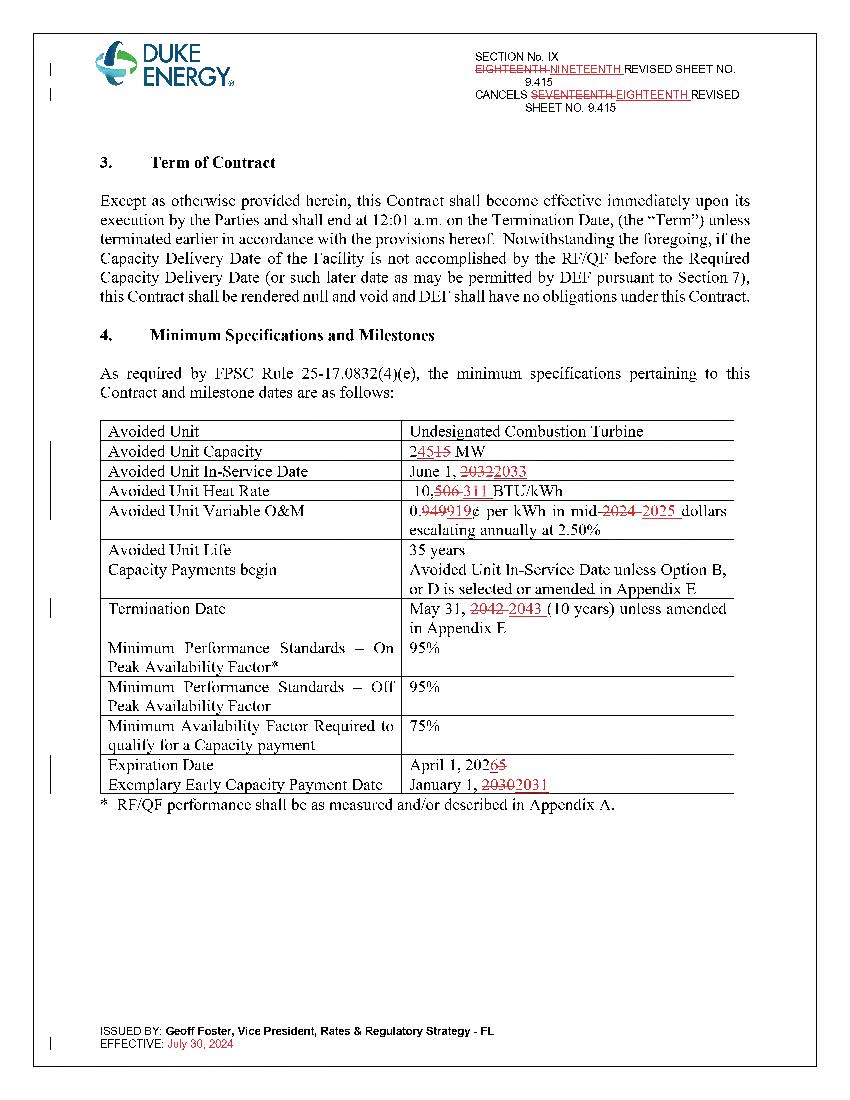 DUKE
ENERGY®
SECTION No. IX
EIGHTEENTH NINETEENTH REVISED SHEET NO.
9.415
CANCELS SEVENTEENTH EIGHTEENTH REVISED
SHEET NO. 9.415
3. Term of Contract
Except as otherwise provided herein, this Contract shall become effective immediately upon its
execution by the Parties and shall end at 12:01 a.m. on the Termination Date, (the “Term”) unless
terminated earlier in accordance with the provisions hereof. Notwithstanding the foregoing, if the
Capacity Delivery Date of the Facility is not accomplished by the RF/QF before the Required
Capacity Delivery Date (or such later date as may be permitted by DEF pursuant to Section 7),
this Contract shall be rendered null and void and DEF shall have no obligations under this Contract.
4. Minimum Specifications and Milestones
As required by FPSC Rule 25-17.0832(4)(e), the minimum specifications pertaining to this
Contract and milestone dates are as follows:
Avoided Unit Undesignated Combustion Turbine
Avoided Unit Capacity 24515 MW
Avoided Unit In-Service Date June 1, 20322033
Avoided Unit Heat Rate 10,506 311 BTU/kWh
Avoided Unit Variable O&M 0.949919¢ per kWh in mid-2024 2025 dollars
escalating annually at 2.50%
Avoided Unit Life 35 years
Capacity Payments begin Avoided Unit In-Service Date unless Option B,
or D is selected or amended in Appendix E
Termination Date May 31, 2042 2043 (10 years) unless amended
in Appendix E
Minimum Performance Standards – On 95%
Peak Availability Factor*
Minimum Performance Standards – Off 95%
Peak Availability Factor
Minimum Availability Factor Required to 75%
qualify for a Capacity payment
Expiration Date April 1, 20265
Exemplary Early Capacity Payment Date January 1, 20302031
* RF/QF performance shall be as measured and/or described in Appendix A.
ISSUED BY: Geoff Foster, Vice President, Rates & Regulatory Strategy - FL
EFFECTIVE: July 30, 2024